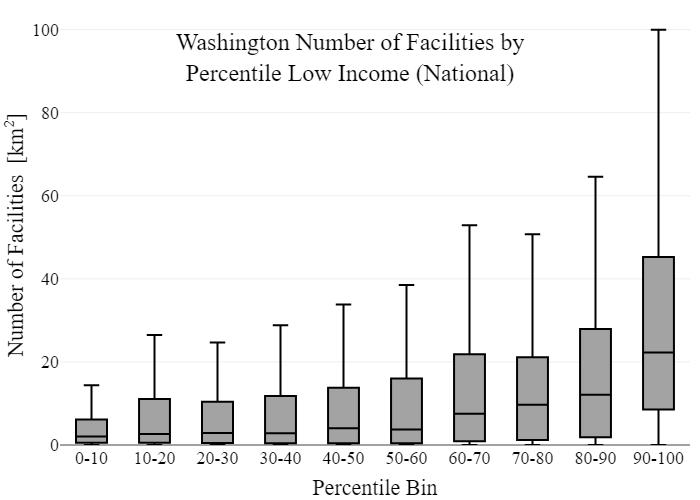 Washington Number of Facilities by
Percentile Low Income (National)
Number of Facilities [km²]
100
80
60
40
20
0
0-10 10-20 20-30 30-40 40-50 50-60 60-70 70-80 80-90 90-100
Percentile Bin